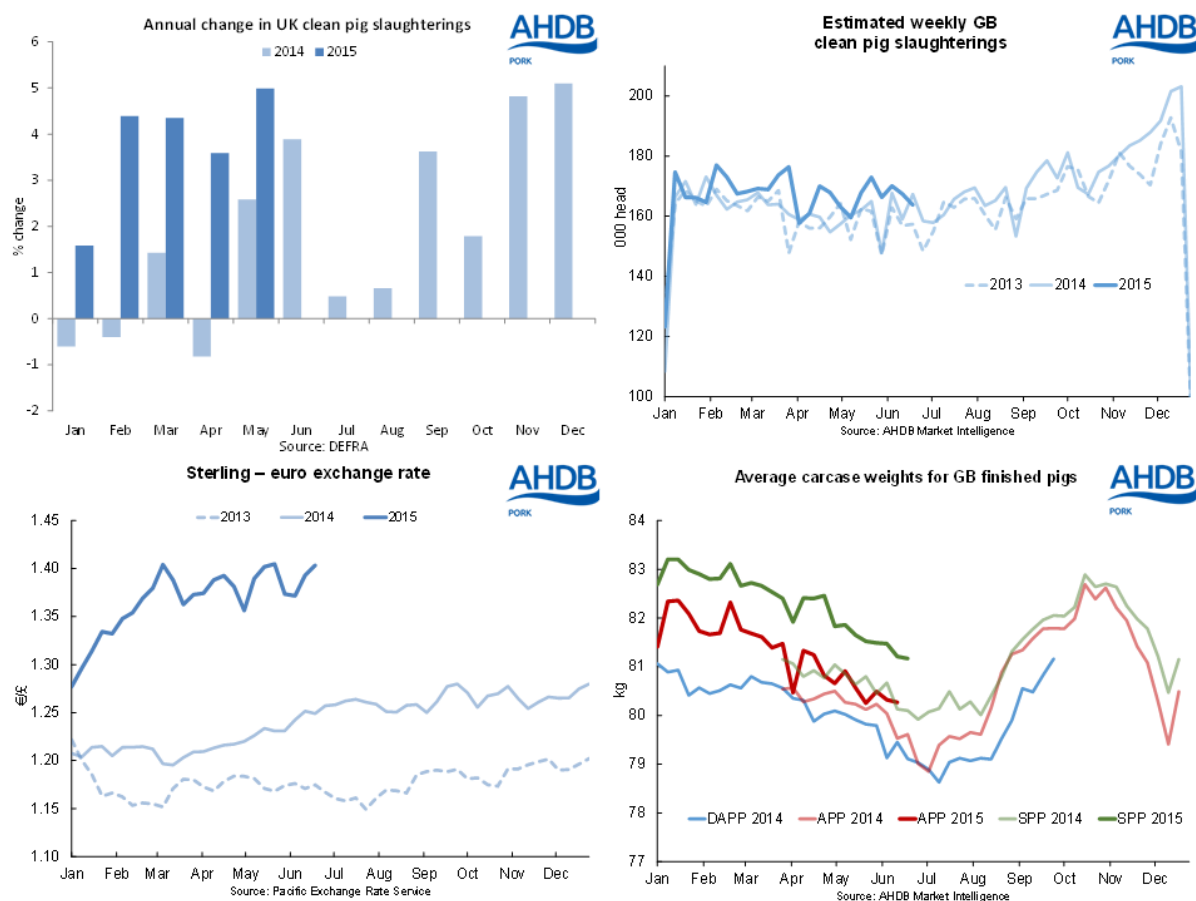 Annual change in UK clean pig slaughterings
AHDB
PORK
2014 2015
% change
6
5
4
3
2
1
0
-1
-2
Jan Feb Mar Apr May Jun Jul Aug Sep Oct Nov Dec
Source: DEFRA
Estimated weekly GB
clean pig slaughterings
AHDB
PORK
000 head
200
180
160
140
120
100
2013 2014 2015
Jan Feb Mar Apr May Jun Jul Aug Sep Oct Nov Dec
Source: AHDB Market Intelligence
Sterling – euro exchange rate
AHDB
PORK
2013 2014 2015
€/£
1.45
1.40
1.35
1.30
1.25
1.20
1.15
1.10
Jan Feb Mar Apr May Jun Jul Aug Sep Oct Nov Dec
Source: Pacific Exchange Rate Service
Average carcase weights for GB finished pigs
AHDB
PORK
kg
84
83
82
81
80
79
78
77
DAPP 2014 APP 2014 APP 2015 SPP 2014 SPP 2015
Jan Feb Mar Apr May Jun Jul Aug Sep Oct Nov Dec
Source: AHDB Market Intelligence